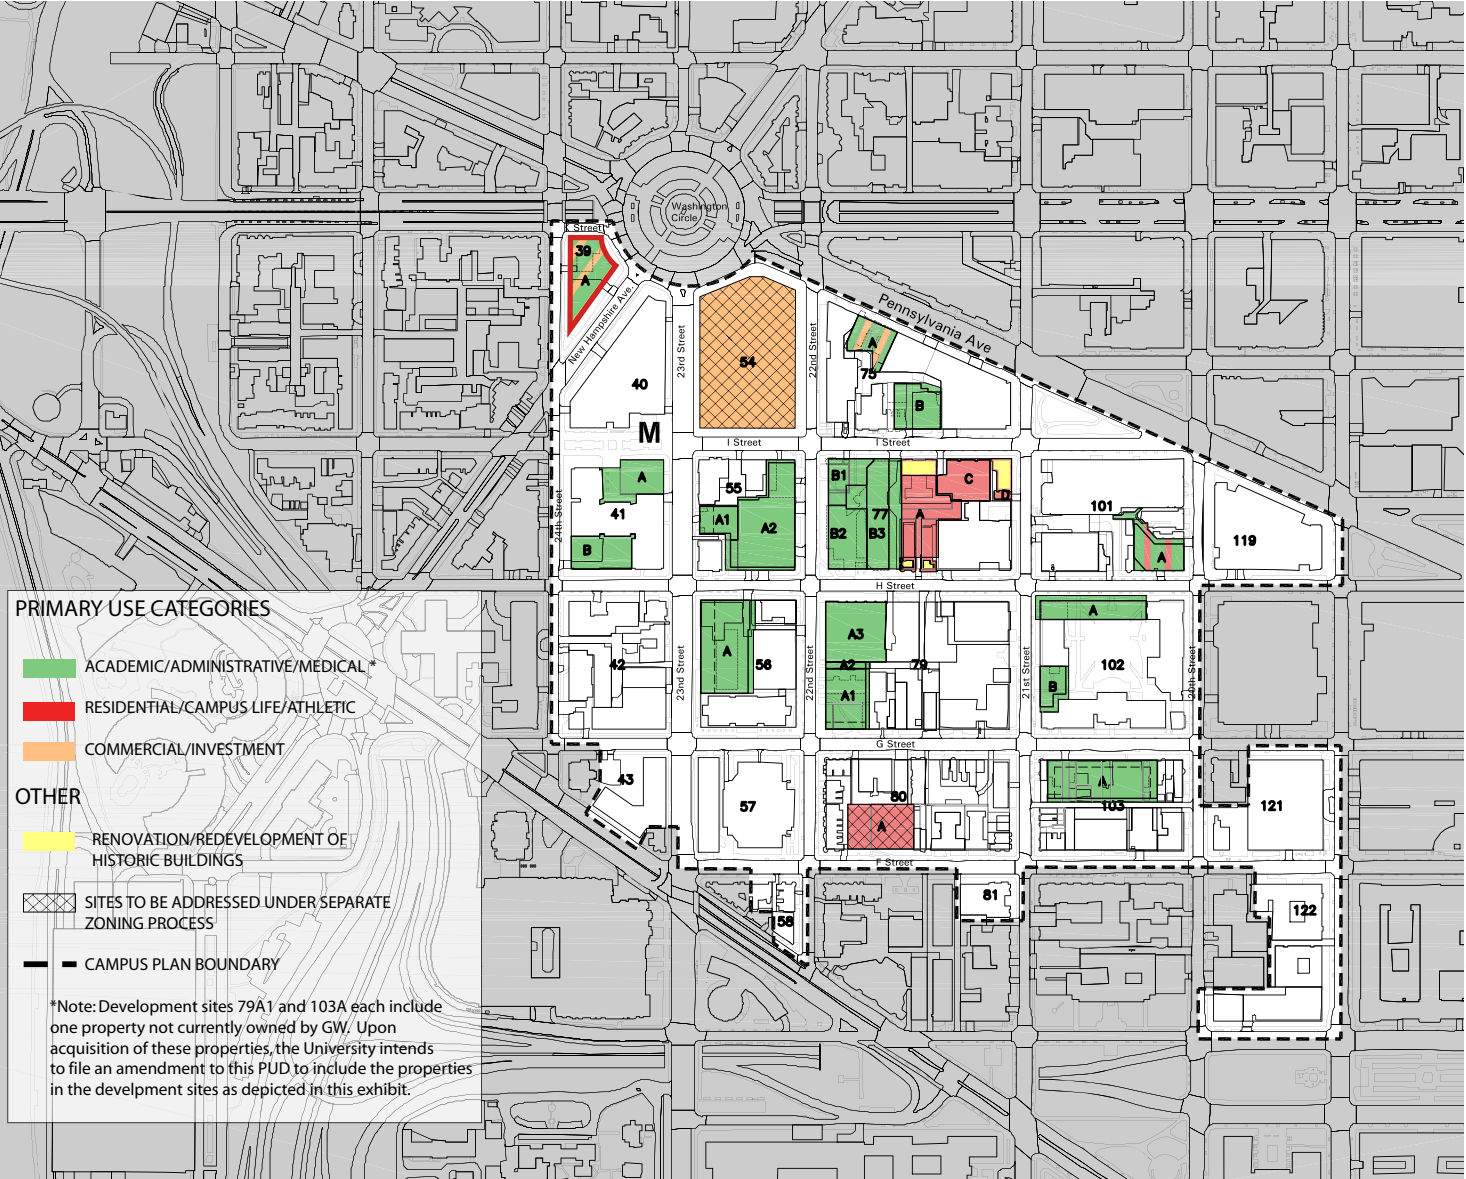 Washington
Circle
K Street
39
A
New Hampshire Ave.
23rd Street
22nd Street
Pennsylvania Ave
54
A
75
40
B
M
I Street
I Street
24th Street
A
41
B
55
A1
A2
B1
77
B2
B3
A
C
D
101
A
119
H Street
42
23rd Street
A
56
22nd Street
A3
A2
A1
79
21st Street
A
102
B
20th Street
G Street
43
57
80
A
A
103
121
F Street
58
81
122
PRIMARY USE CATEGORIES
ACADEMIC/ADMINISTRATIVE/MEDICAL *
RESIDENTIAL/CAMPUS LIFE/ATHLETIC
COMMERCIAL/INVESTMENT
OTHER
RENOVATION/REDEVELOPMENT OF
HISTORIC BUILDINGS
SITES TO BE ADDRESSED UNDER SEPARATE
ZONING PROCESS
CAMPUS PLAN BOUNDARY
*Note: Development sites 79A1 and 103A each include
one property not currently owned by GW. Upon
acquisition of these properties, the University intends
to file an amendment to this PUD to include the properties
in the develpment sites as depicted in this exhibit.